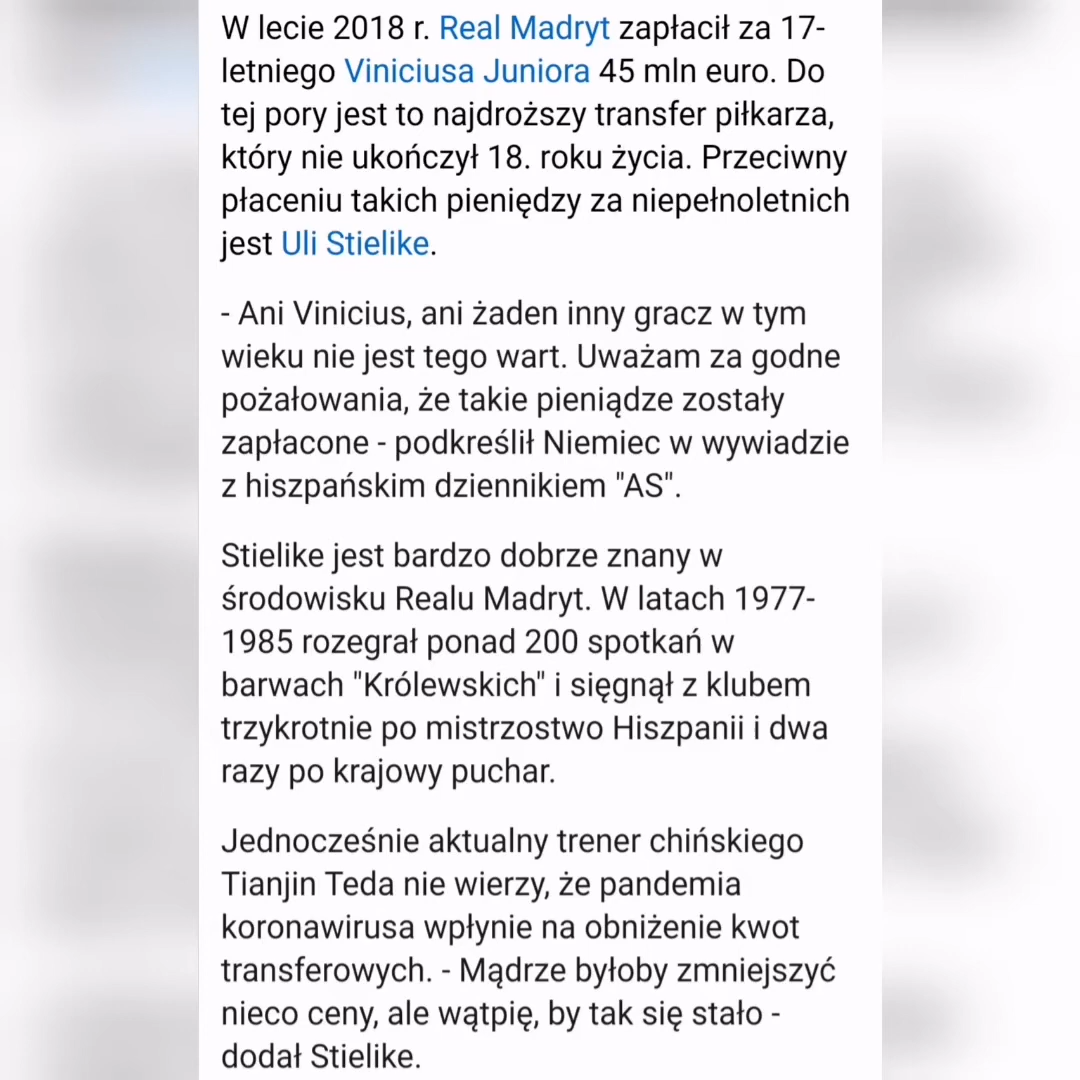 W lecie 2018 r. Real Madryt zapłacił za 17-
letniego Viniciusa Juniora 45 mln euro. Do
tej pory jest to najdroższy transfer piłkarza,
który nie ukończył 18. roku życia. Przeciwny
płaceniu takich pieniędzy za niepełnoletnich
jest Uli Stielike.
- Ani Vinicius, ani żaden inny gracz w tym
wieku nie jest tego wart. Uważam za godne
pożałowania, że takie pieniądze zostały
zapłacone - podkreślił Niemiec w wywiadzie
z hiszpańskim dziennikiem "AS".
Stielike jest bardzo dobrze znany w
środowisku Realu Madryt. W latach 1977-
1985 rozegrał ponad 200 spotkań w
barwach "Królewskich" i sięgnął z klubem
trzykrotnie po mistrzostwo Hiszpanii i dwa
razy po krajowy puchar.
Jednocześnie aktualny trener chińskiego
Tianjin Teda nie wierzy, że pandemia
koronawirusa wpłynie na obniżenie kwot
transferowych. - Mądrze byłoby zmniejszyć
nieco ceny, ale wątpię, by tak się stało -
dodał Stielike.